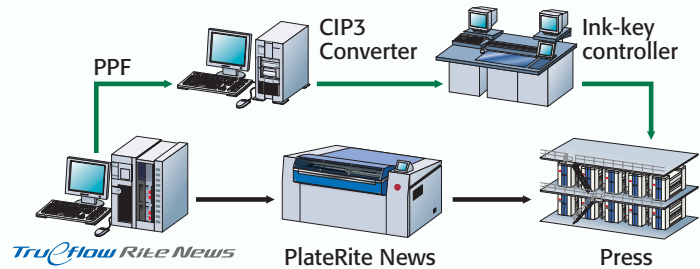 CIP3
Converter
Ink-key
controller
PPF
Trueflow Rite News
PlateRite News
Press